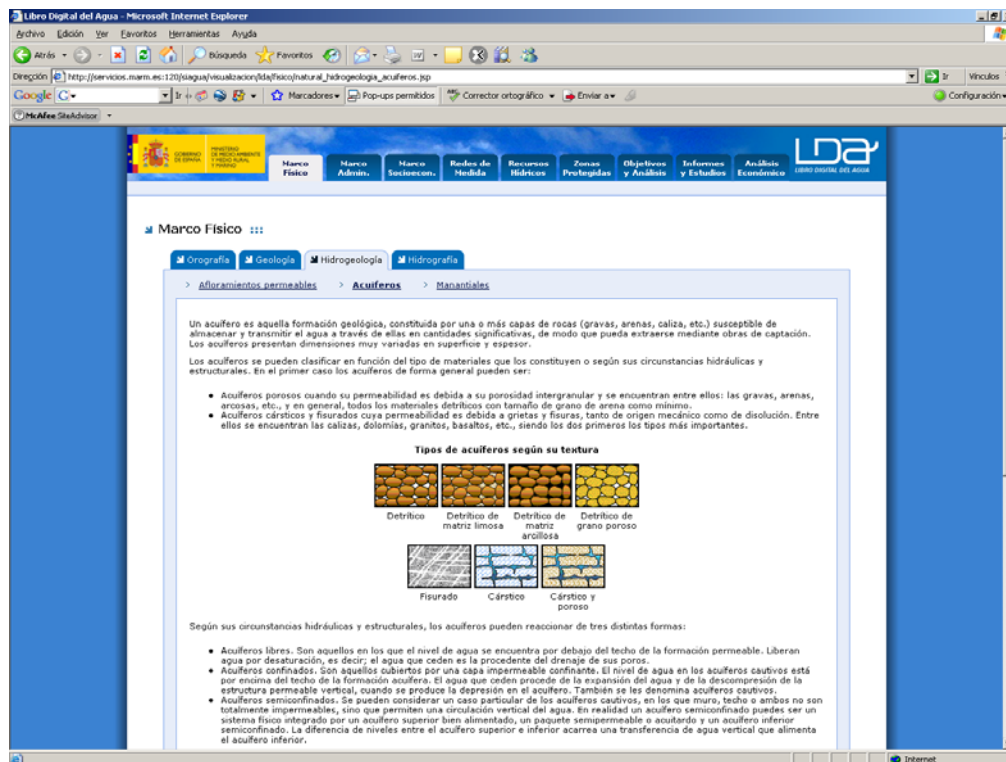 Libro Digital del Agua - Microsoft Internet Explorer
Archivo Edición Ver Favoritos Herramientas Ayuda
Atrás Búsqueda Favoritos
Dirección http://servicios.marm.es:120/siagua/visualizacion/lda/fisico/natural_hidrogeologia_acuiferos.jsp Ir Vínculos
Google Ir Marcadores Pop-ups permitidos Corrector ortográfico Enviar a Configuración
McAfee SiteAdvisor
GOBIERNO DE ESPAÑA MINISTERIO DE MEDIO AMBIENTE Y MEDIO RURAL Y MARINO
Marco Físico Marco Admin. Marco Socioecon. Redes de Medida Recursos Hídricos Zonas Protegidas Objetivos y Análisis Informes y Estudios Análisis Económico
LDA LIBRO DIGITAL DEL AGUA
Marco Físico :::
Orografía Geología Hidrogeología Hidrografía
> Afloramientos permeables > Acuíferos > Manantiales
Un acuífero es aquella formación geológica, constituida por una o más capas de rocas (gravas, arenas, caliza, etc.) susceptible de
almacenar y transmitir el agua a través de ellas en cantidades significativas, de modo que pueda extraerse mediante obras de captación.
Los acuíferos presentan dimensiones muy variadas en superficie y espesor.
Los acuíferos se pueden clasificar en función del tipo de materiales que los constituyen o según sus circunstancias hidráulicas y
estructurales. En el primer caso los acuíferos de forma general pueden ser:
• Acuíferos porosos cuando su permeabilidad es debida a su porosidad intergranular y se encuentran entre ellos: las gravas, arenas,
arcosas, etc., y en general, todos los materiales detríticos con tamaño de grano de arena como mínimo.
• Acuíferos cársticos y fisurados cuya permeabilidad es debida a grietas y fisuras, tanto de origen mecánico como de disolución. Entre
ellos se encuentran las calizas, dolomías, granitos, basaltos, etc., siendo los dos primeros los tipos más importantes.
Tipos de acuíferos según su textura
Detrítico
Detrítico de matriz limosa
Detrítico de matriz arcillosa
Detrítico de grano poroso
Fisurado
Cárstico
Cárstico y poroso
Según sus circunstancias hidráulicas y estructurales, los acuíferos pueden reaccionar de tres distintas formas:
• Acuíferos libres. Son aquellos en los que el nivel de agua se encuentra por debajo del techo de la formación permeable. Liberan
agua por desaturación, es decir; el agua que ceden es la procedente del drenaje de sus poros.
• Acuíferos confinados. Son aquellos cubiertos por una capa impermeable confinante. El nivel de agua en los acuíferos cautivos está
por encima del techo de la formación acuífera. El agua que ceden procede de la expansión del agua y de la descompresión de la
estructura permeable vertical, cuando se produce la depresión en el acuífero. También se les denomina acuíferos cautivos.
• Acuíferos semiconfinados. Se pueden considerar un caso particular de los acuíferos cautivos, en los que muro, techo o ambos no son
totalmente impermeables, sino que permiten una circulación vertical del agua. En realidad un acuífero semiconfinado puedes ser un
sistema físico integrado por un acuífero superior bien alimentado, un paquete semipermeable o acuitardo y un acuífero inferior
semiconfinado. La diferencia de niveles entre el acuífero superior e inferior acarrea una transferencia de agua vertical que alimenta
el acuífero inferior.
Internet